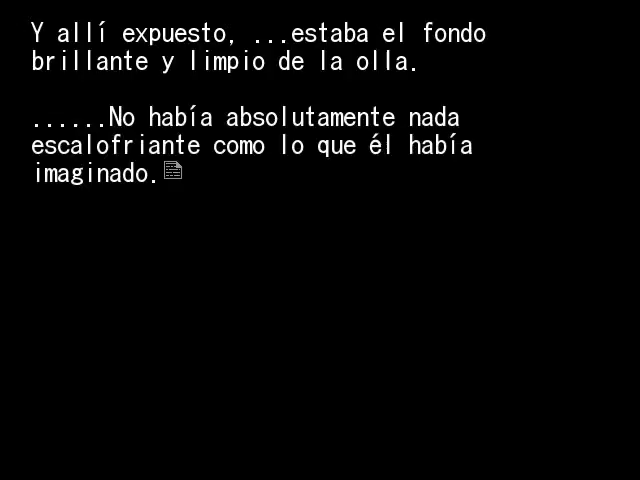 Y allí expuesto, ...estaba el fondo
brillante y limpio de la olla.
......No había absolutamente nada
escalofriante como lo que él había
imaginado.